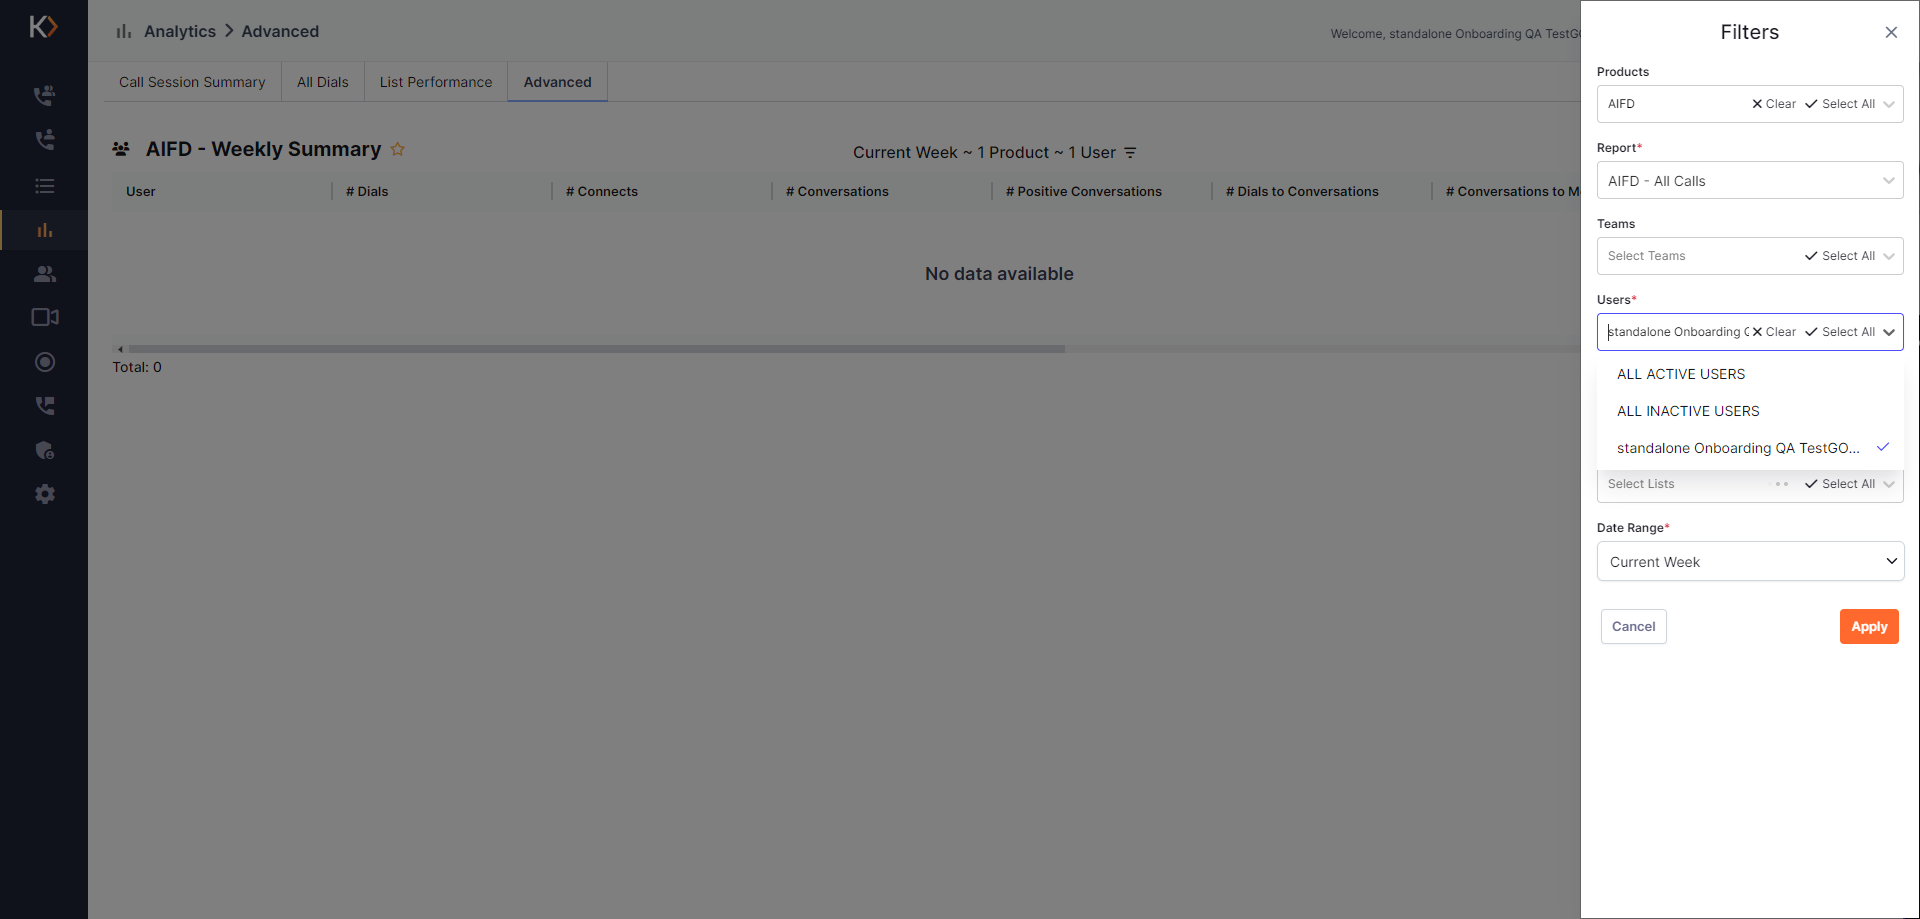 Analytics > Advanced
Welcome, standalone Onboarding QA TestGO
Call Session Summary
All Dials
List Performance
Advanced
AIFD - Weekly Summary
Current Week ~ 1 Product ~ 1 User
User
# Dials
# Connects
# Conversations
# Positive Conversations
# Dials to Conversations
# Conversations to M
No data available
Total: 0
Filters
Products
AIFD
Clear
Select All
Report*
AIFD - All Calls
Teams
Select Teams
Select All
Users*
standalone Onboarding
Clear
Select All
ALL ACTIVE USERS
ALL INACTIVE USERS
standalone Onboarding QA TestGO...
Select Lists
Select All
Date Range*
Current Week
Cancel
Apply